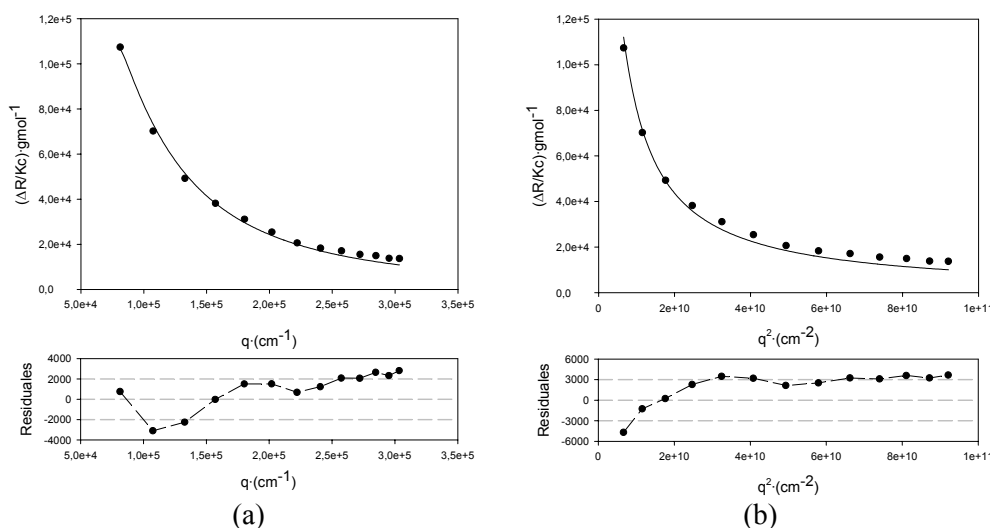 1,2e+5
1,0e+5
8,0e+4
6,0e+4
4,0e+4
2,0e+4
0,0
(ΔR/Kc)·gmol⁻¹
5,0e+4 1,0e+5 1,5e+5 2,0e+5 2,5e+5 3,0e+5 3,5e+5
q·(cm⁻¹)
4000
2000
0
-2000
-4000
Residuales
5,0e+4 1,0e+5 1,5e+5 2,0e+5 2,5e+5 3,0e+5 3,5e+5
q·(cm⁻¹)
(a)
1,2e+5
1,0e+5
8,0e+4
6,0e+4
4,0e+4
2,0e+4
0,0
(ΔR/Kc)·gmol⁻¹
0 2e+10 4e+10 6e+10 8e+10 1e+11
q²·(cm⁻²)
6000
3000
0
-3000
-6000
Residuales
0 2e+10 4e+10 6e+10 8e+10 1e+11
q²·(cm⁻²)
(b)